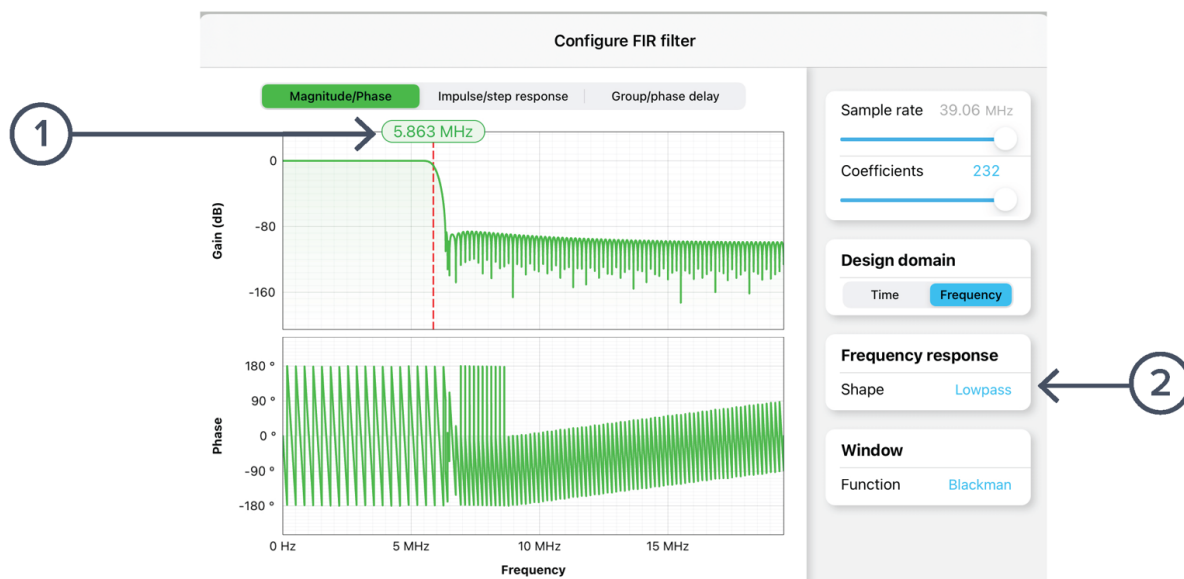 Configure FIR filter
Magnitude/Phase Impulse/step response Group/phase delay
1
5.863 MHz
0
-80
-160
Gain (dB)
180 °
90 °
0 °
-90 °
-180 °
Phase
0 Hz 5 MHz 10 MHz 15 MHz
Frequency
Sample rate 39.06 MHz
Coefficients 232
Design domain
Time Frequency
Frequency response
Shape Lowpass
2
Window
Function Blackman